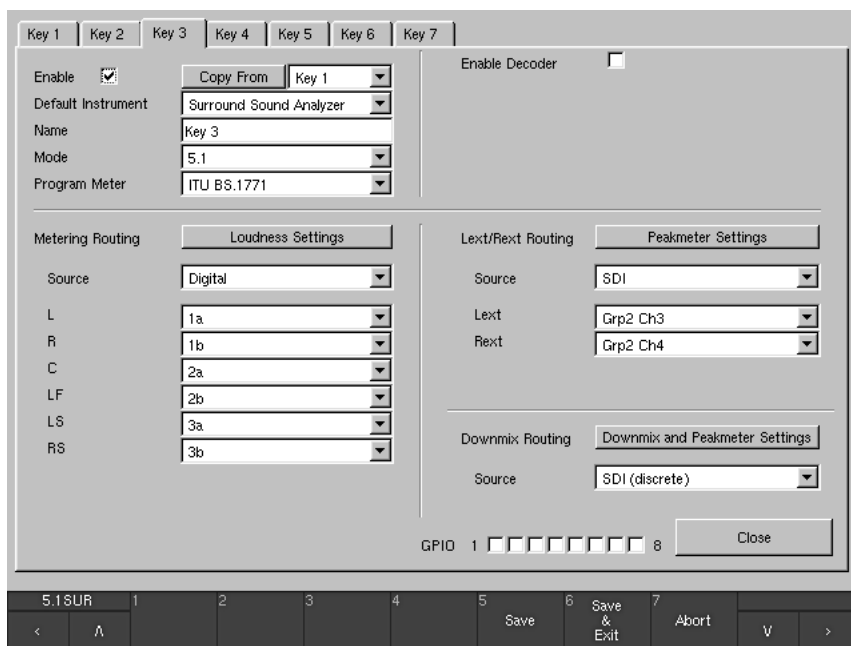 Key 1 Key 2 Key 3 Key 4 Key 5 Key 6 Key 7
Enable Copy From Key 1
Default Instrument Surround Sound Analyzer
Name Key 3
Mode 5.1
Program Meter ITU BS.1771
Enable Decoder
Metering Routing Loudness Settings
Source Digital
L 1a
R 1b
C 2a
LF 2b
LS 3a
RS 3b
Lext/Rext Routing Peakmeter Settings
Source SDI
Lext Grp2 Ch3
Rext Grp2 Ch4
Downmix Routing Downmix and Peakmeter Settings
Source SDI (discrete)
GPIO 1 8 Close
5.1SUR 1 2 3 4 5 Save 6 Save & Exit 7 Abort
< Λ V >